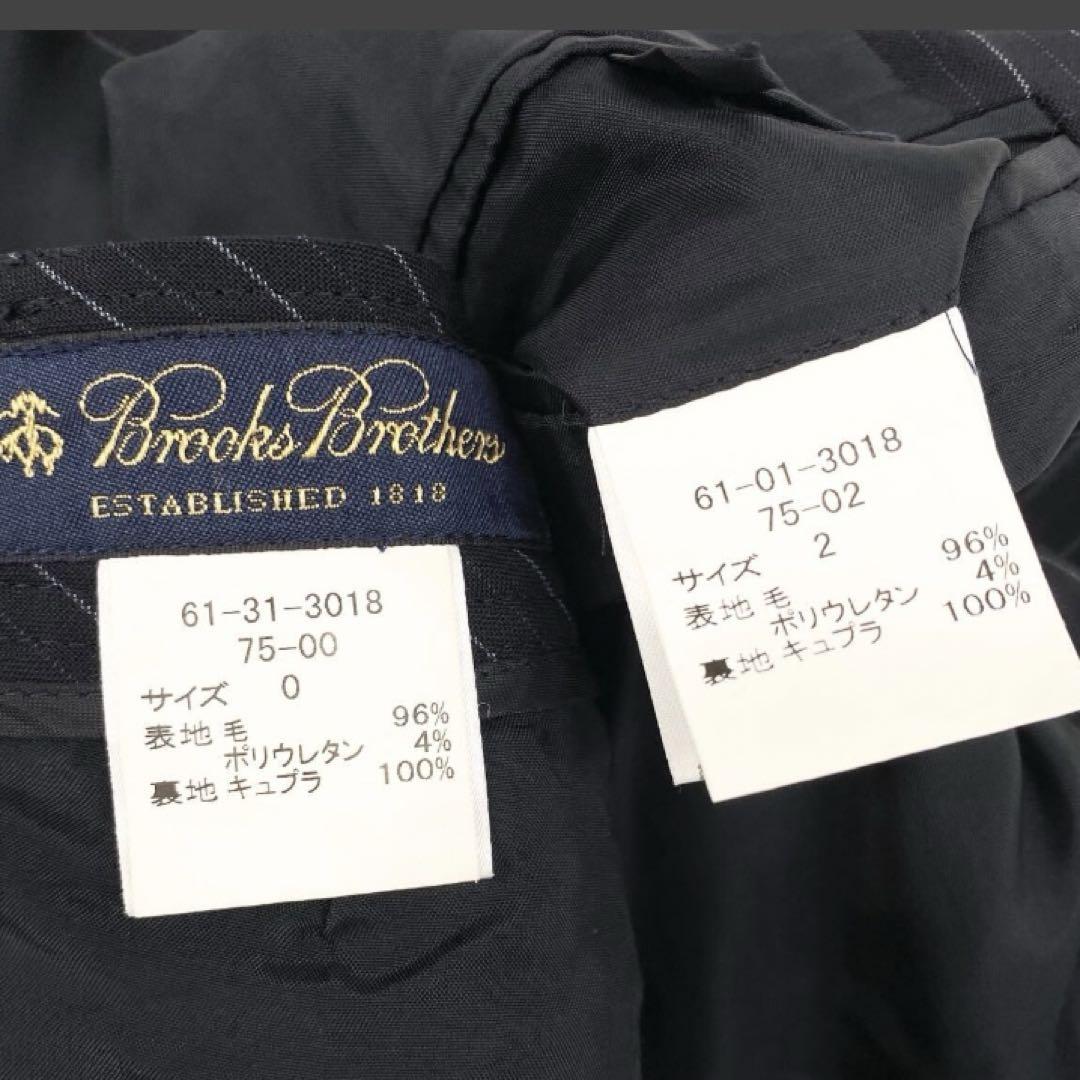 Brooks Brothers
ESTABLISHED 1818
61-31-3018
75-00
サイズ 0
表地 毛 96%
ポリウレタン 4%
裏地 キュプラ 100%
61-01-3018
75-02
サイズ 2
表地 毛 96%
ポリウレタン 4%
裏地 キュプラ 100%